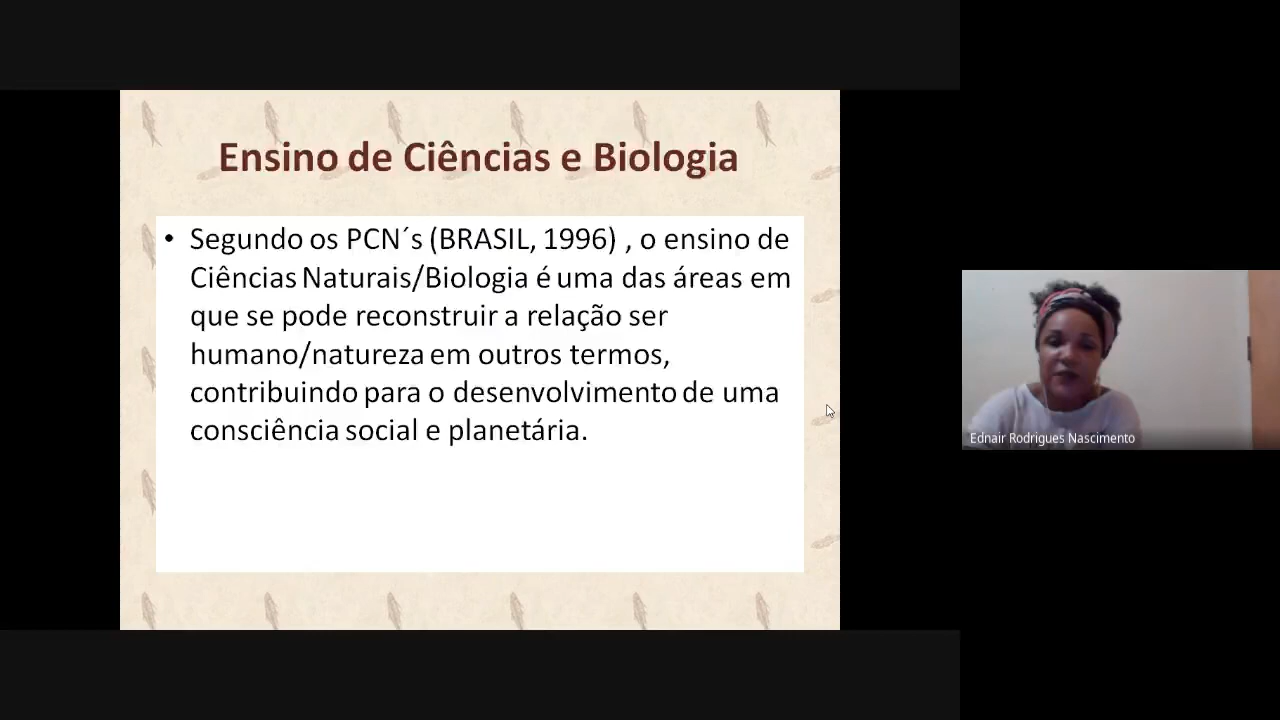 Ensino de Ciências e Biologia
• Segundo os PCN´s (BRASIL, 1996) , o ensino de
Ciências Naturais/Biologia é uma das áreas em
que se pode reconstruir a relação ser
humano/natureza em outros termos,
contribuindo para o desenvolvimento de uma
consciência social e planetária.
Ednair Rodrigues Nascimento